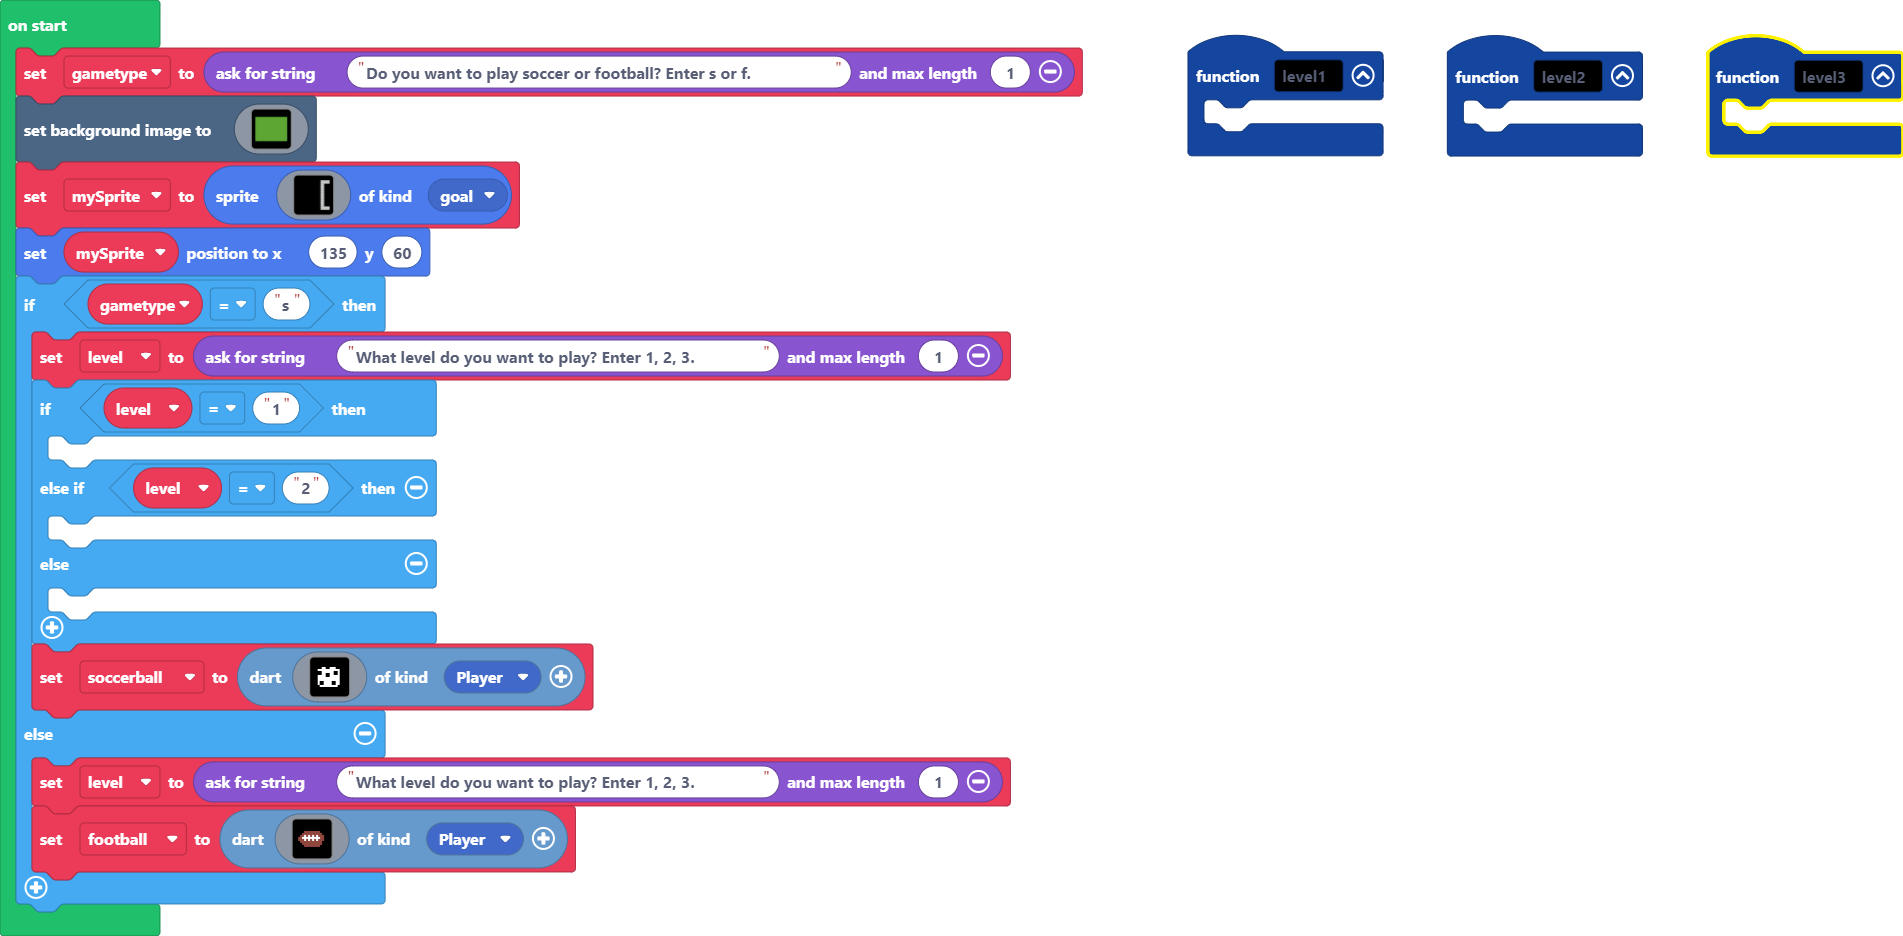 on start
set gametype to ask for string "Do you want to play soccer or football? Enter s or f." and max length 1
set background image to
set mySprite to sprite of kind goal
set mySprite position to x 135 y 60
if gametype = "s" then
set level to ask for string "What level do you want to play? Enter 1, 2, 3." and max length 1
if level = "1" then
else if level = "2" then
else
set soccerball to dart of kind Player
else
set level to ask for string "What level do you want to play? Enter 1, 2, 3." and max length 1
set football to dart of kind Player
function level1
function level2
function level3